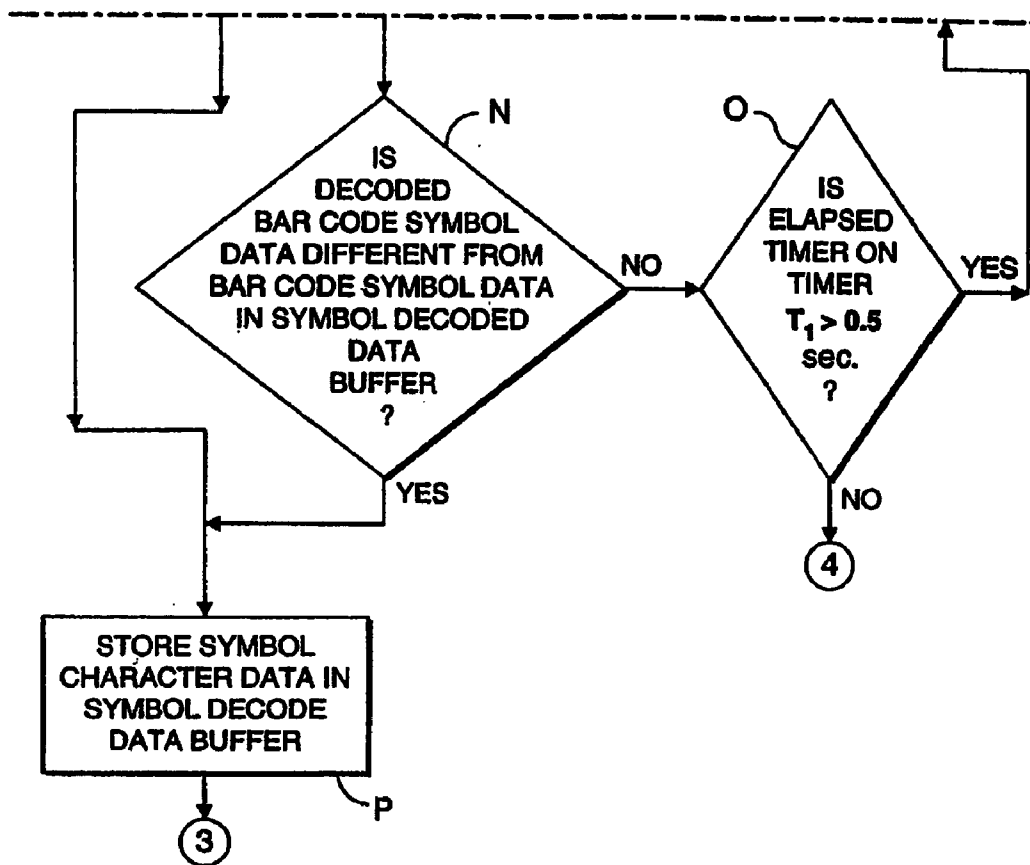 N
IS
DECODED
BAR CODE SYMBOL
DATA DIFFERENT FROM
BAR CODE SYMBOL DATA
IN SYMBOL DECODED
DATA
BUFFER
?
NO
YES
O
IS
ELAPSED
TIMER ON
TIMER
T₁ > 0.5
sec.
?
YES
NO
4
STORE SYMBOL
CHARACTER DATA IN
SYMBOL DECODE
DATA BUFFER
P
3